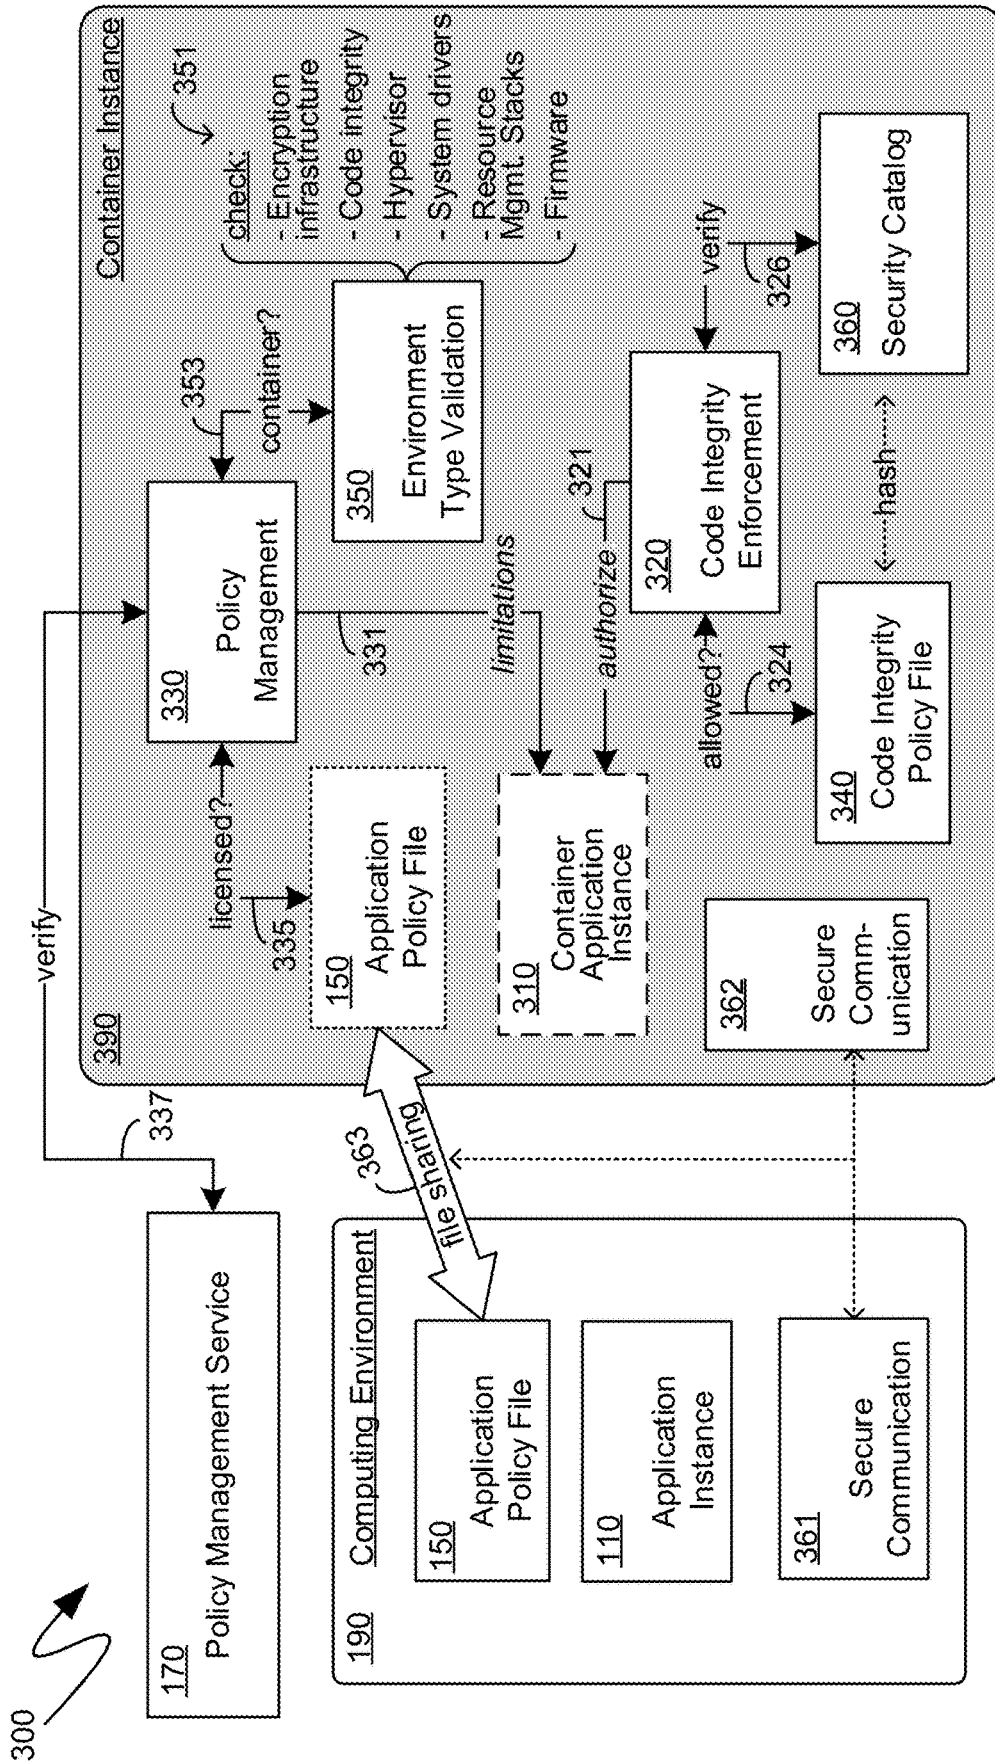 300
170
Policy Management Service
337
verify
190
Computing Environment
150
Application
Policy File
110
Application
Instance
361
Secure
Communication
363
file sharing
390
Container Instance
licensed?
335
330
Policy
Management
353
container?
351
check:
- Encryption
infrastructure
- Code integrity
- Hypervisor
- System drivers
- Resource
Mgmt. Stacks
- Firmware
150
Application
Policy File
331
limitations
350
Environment
Type Validation
310
Container
Application
Instance
authorize
321
320
Code Integrity
Enforcement
allowed?
324
verify
326
362
Secure
Comm-
unication
340
Code Integrity
Policy File
hash
360
Security Catalog